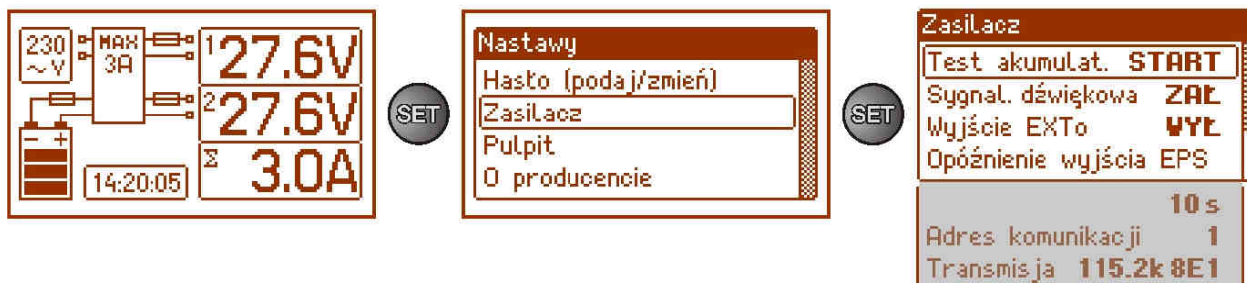 230
~V
MAX
3A
1 27.6V
2 27.6V
Σ 3.0A
- +
14:20:05
SET
Nastawy
Hasło (podaj/zmień)
Zasilacz
Pulpit
O producencie
SET
Zasilacz
Test akumulat. START
Sygnal. dźwiękowa ZAŁ
Wyjście EXTo WYŁ
Opóźnienie wyjścia EPS
10 s
Adres komunikacji 1
Transmisja 115.2k 8E1